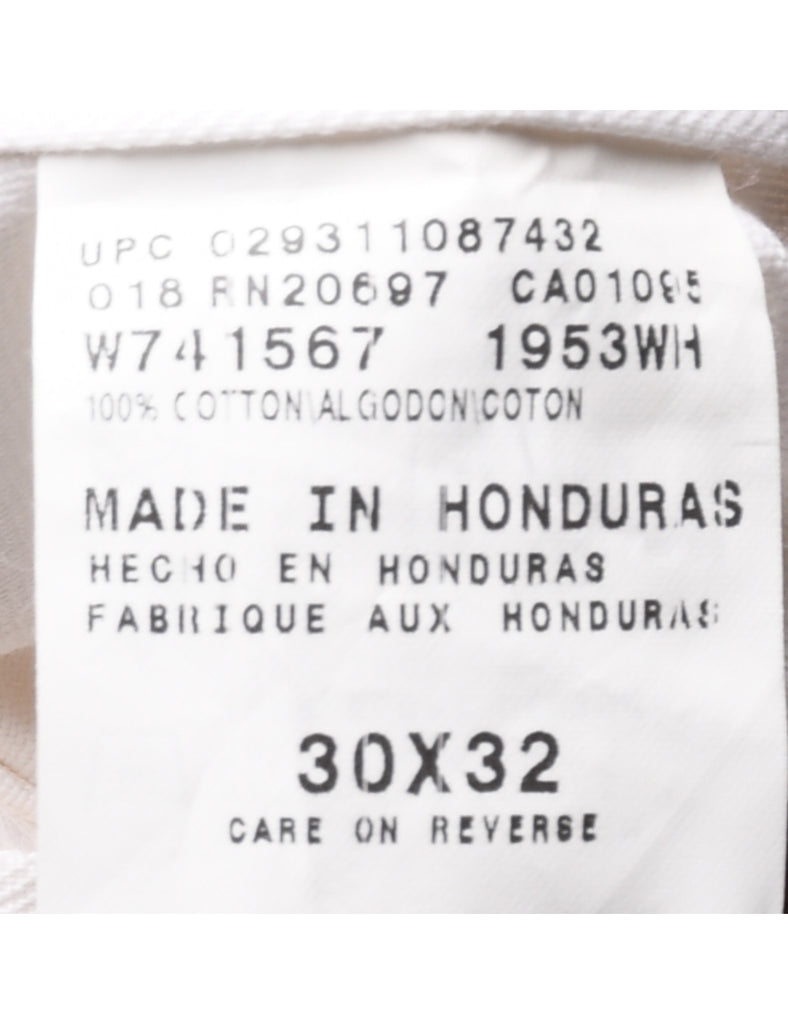 UPC 029311087432
018 RN20697 CA01095
W741567 1953WH
100% COTTON\ALGODON\COTON
MADE IN HONDURAS
HECHO EN HONDURAS
FABRIQUE AUX HONDURAS
30X32
CARE ON REVERSE